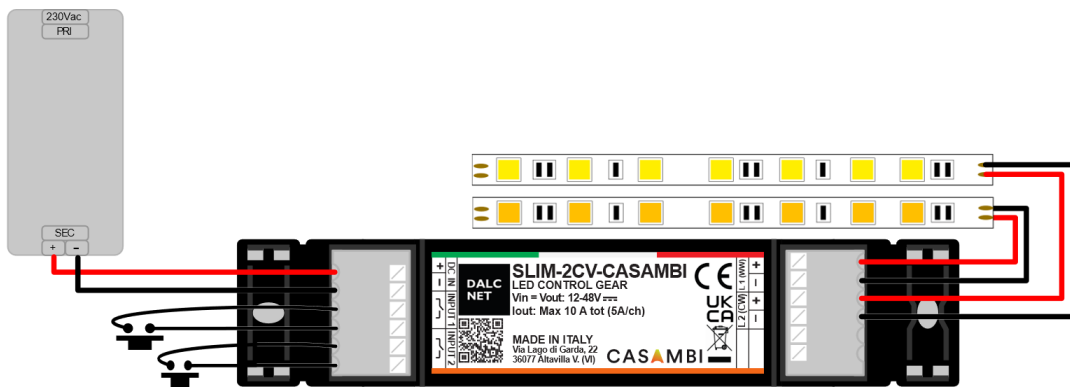 230Vac
PRI
SEC
+ −
+
−
DC IN
INPUT 1
INPUT 2
DALC
NET
SLIM-2CV-CASAMBI
LED CONTROL GEAR
Vin = Vout: 12-48V
Iout: Max 10 A tot (5A/ch)
MADE IN ITALY
Via Lago di Garda, 22
36077 Altavilla V. (VI)
CASAMBI
CE
UK
CA
+
−
L 1 (WW)
+
−
L 2 (CW)